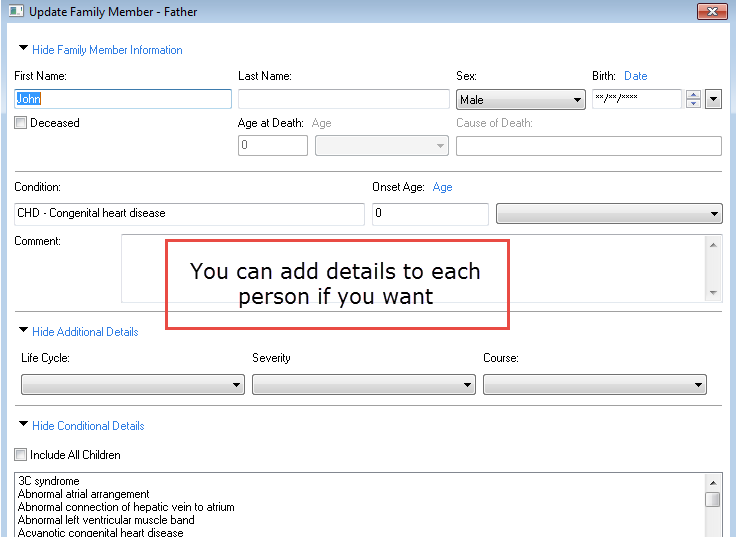 Update Family Member - Father
Hide Family Member Information
First Name: Last Name: Sex: Birth: Date
John Male **/**/****
Deceased Age at Death: Age Cause of Death:
0
Condition: Onset Age: Age
CHD - Congenital heart disease 0
Comment:
You can add details to each
person if you want
Hide Additional Details
Life Cycle: Severity Course:
Hide Conditional Details
Include All Children
3C syndrome
Abnormal atrial arrangement
Abnormal connection of hepatic vein to atrium
Abnormal left ventricular muscle band
Acyanotic congenital heart disease